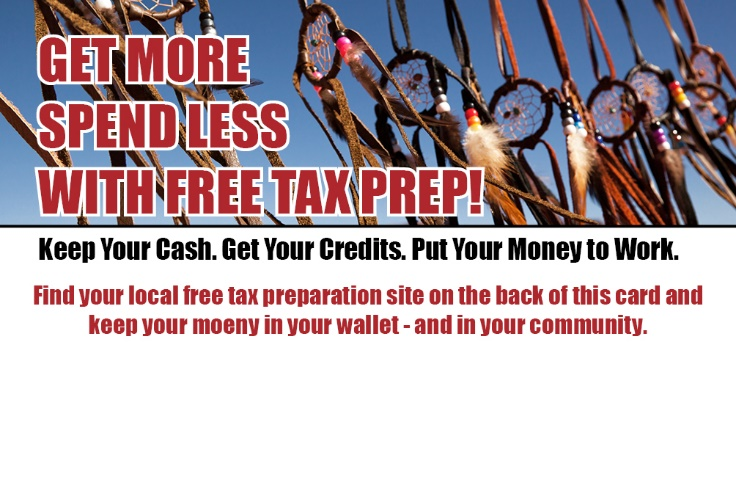 GET MORE
SPEND LESS
WITH FREE TAX PREP!
Keep Your Cash. Get Your Credits. Put Your Money to Work.
Find your local free tax preparation site on the back of this card and
keep your moeny in your wallet - and in your community.